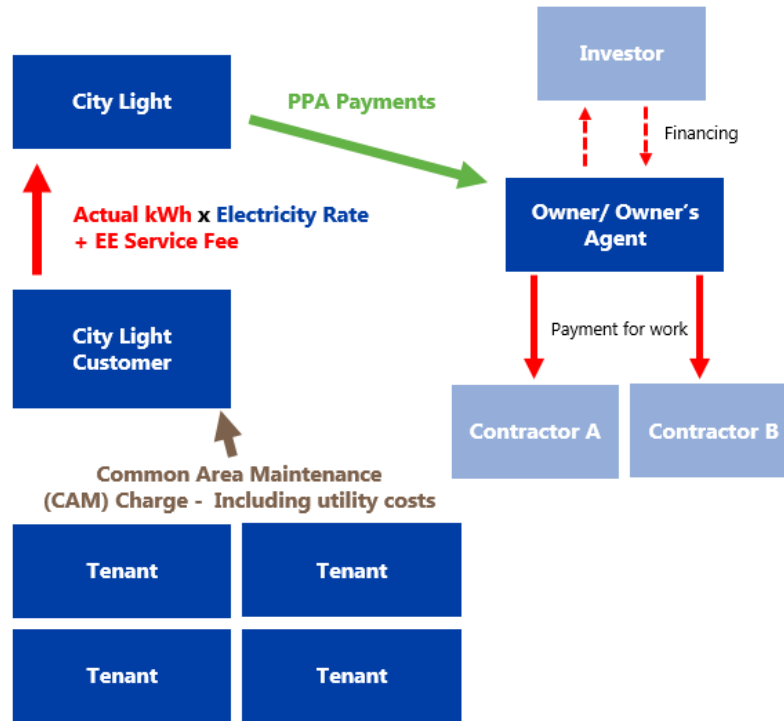 City Light
PPA Payments
Investor
Financing
Owner/ Owner's
Agent
Actual kWh x Electricity Rate
+ EE Service Fee
City Light
Customer
Payment for work
Contractor A
Contractor B
Common Area Maintenance
(CAM) Charge -  Including utility costs
Tenant
Tenant
Tenant
Tenant